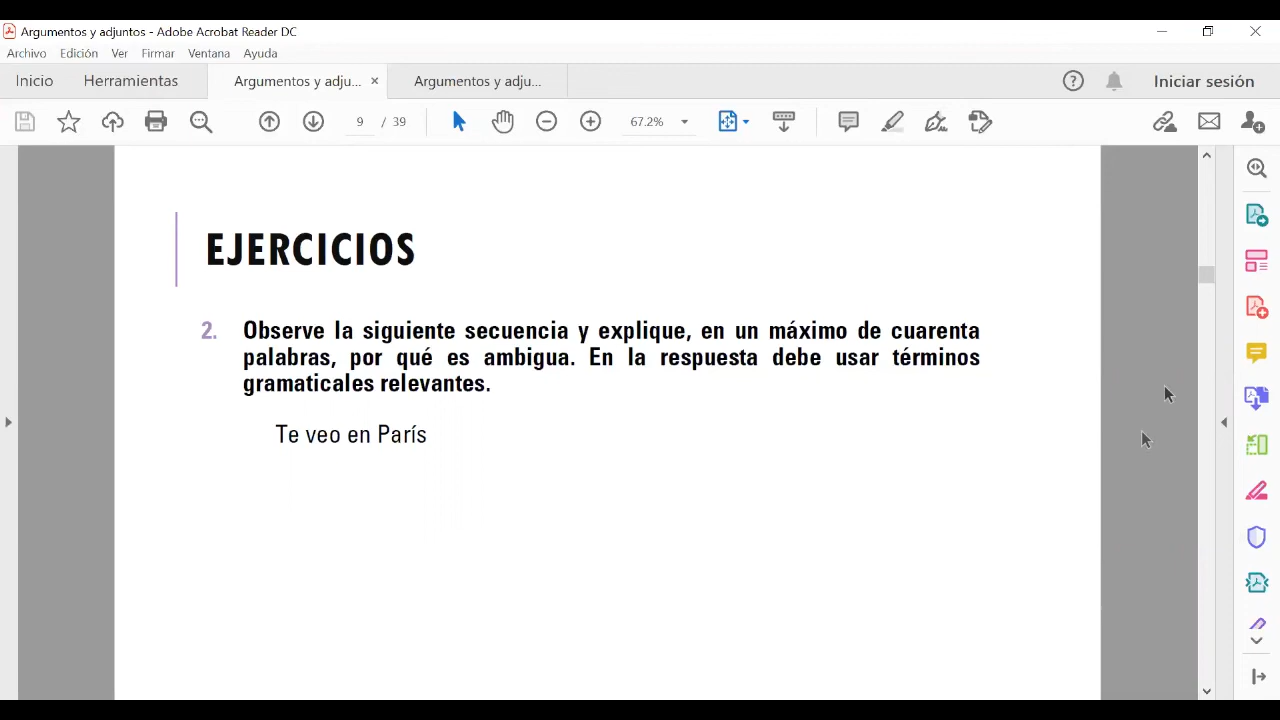 Argumentos y adjuntos - Adobe Acrobat Reader DC
Archivo Edición Ver Firmar Ventana Ayuda
Inicio Herramientas Argumentos y adju... × Argumentos y adju... Iniciar sesión
9 / 39 67.2%
EJERCICIOS
2. Observe la siguiente secuencia y explique, en un máximo de cuarenta
palabras, por qué es ambigua. En la respuesta debe usar términos
gramaticales relevantes.
Te veo en París